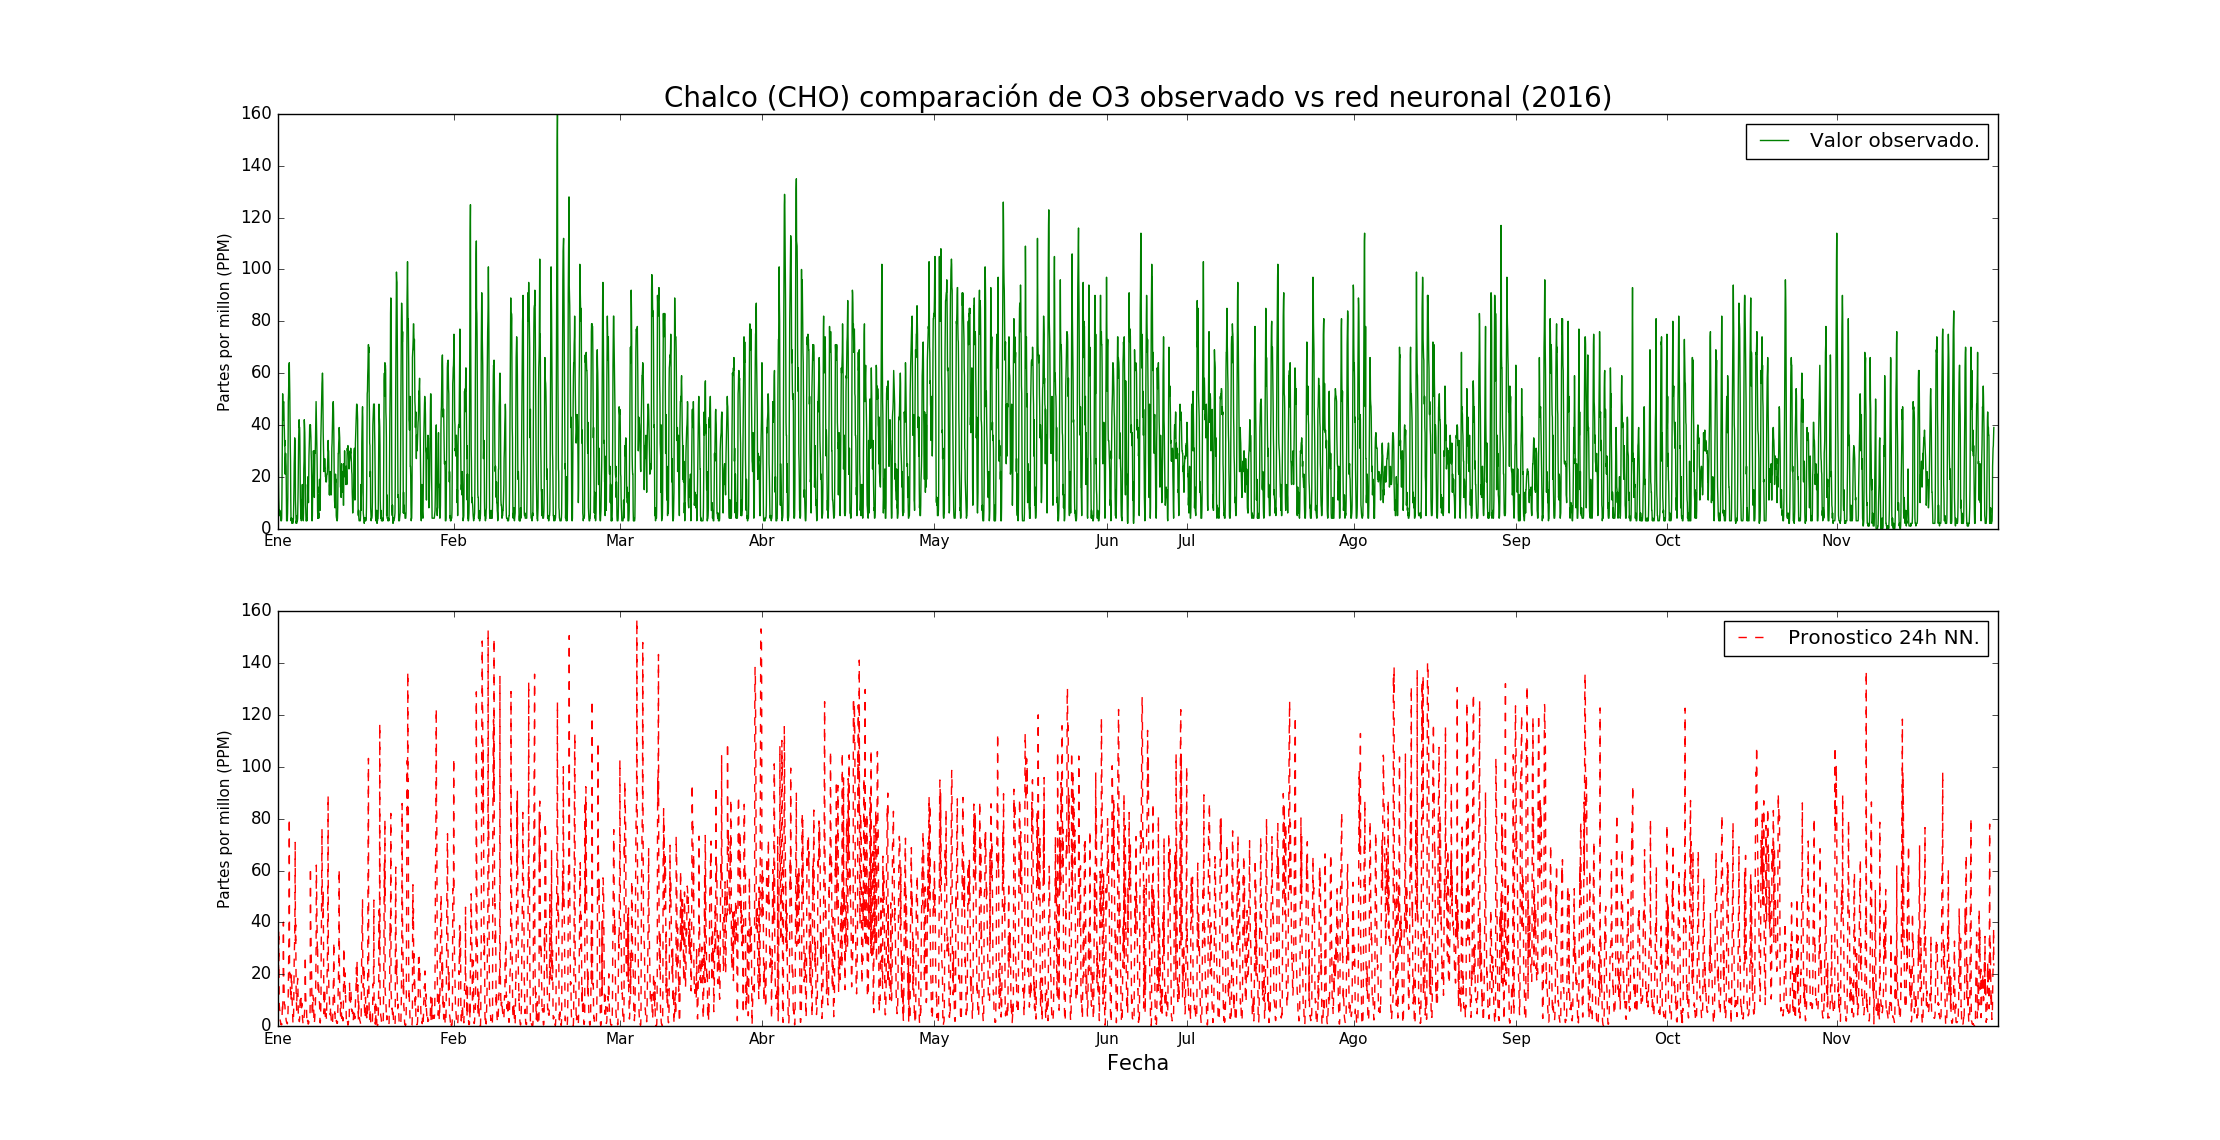 Chalco (CHO) comparación de O3 observado vs red neuronal (2016)
160
140
120
100
80
60
40
20
0
Partes por millon (PPM)
Valor observado.
Ene Feb Mar Abr May Jun Jul Ago Sep Oct Nov
160
140
120
100
80
60
40
20
0
Partes por millon (PPM)
Pronostico 24h NN.
Ene Feb Mar Abr May Jun Jul Ago Sep Oct Nov
Fecha